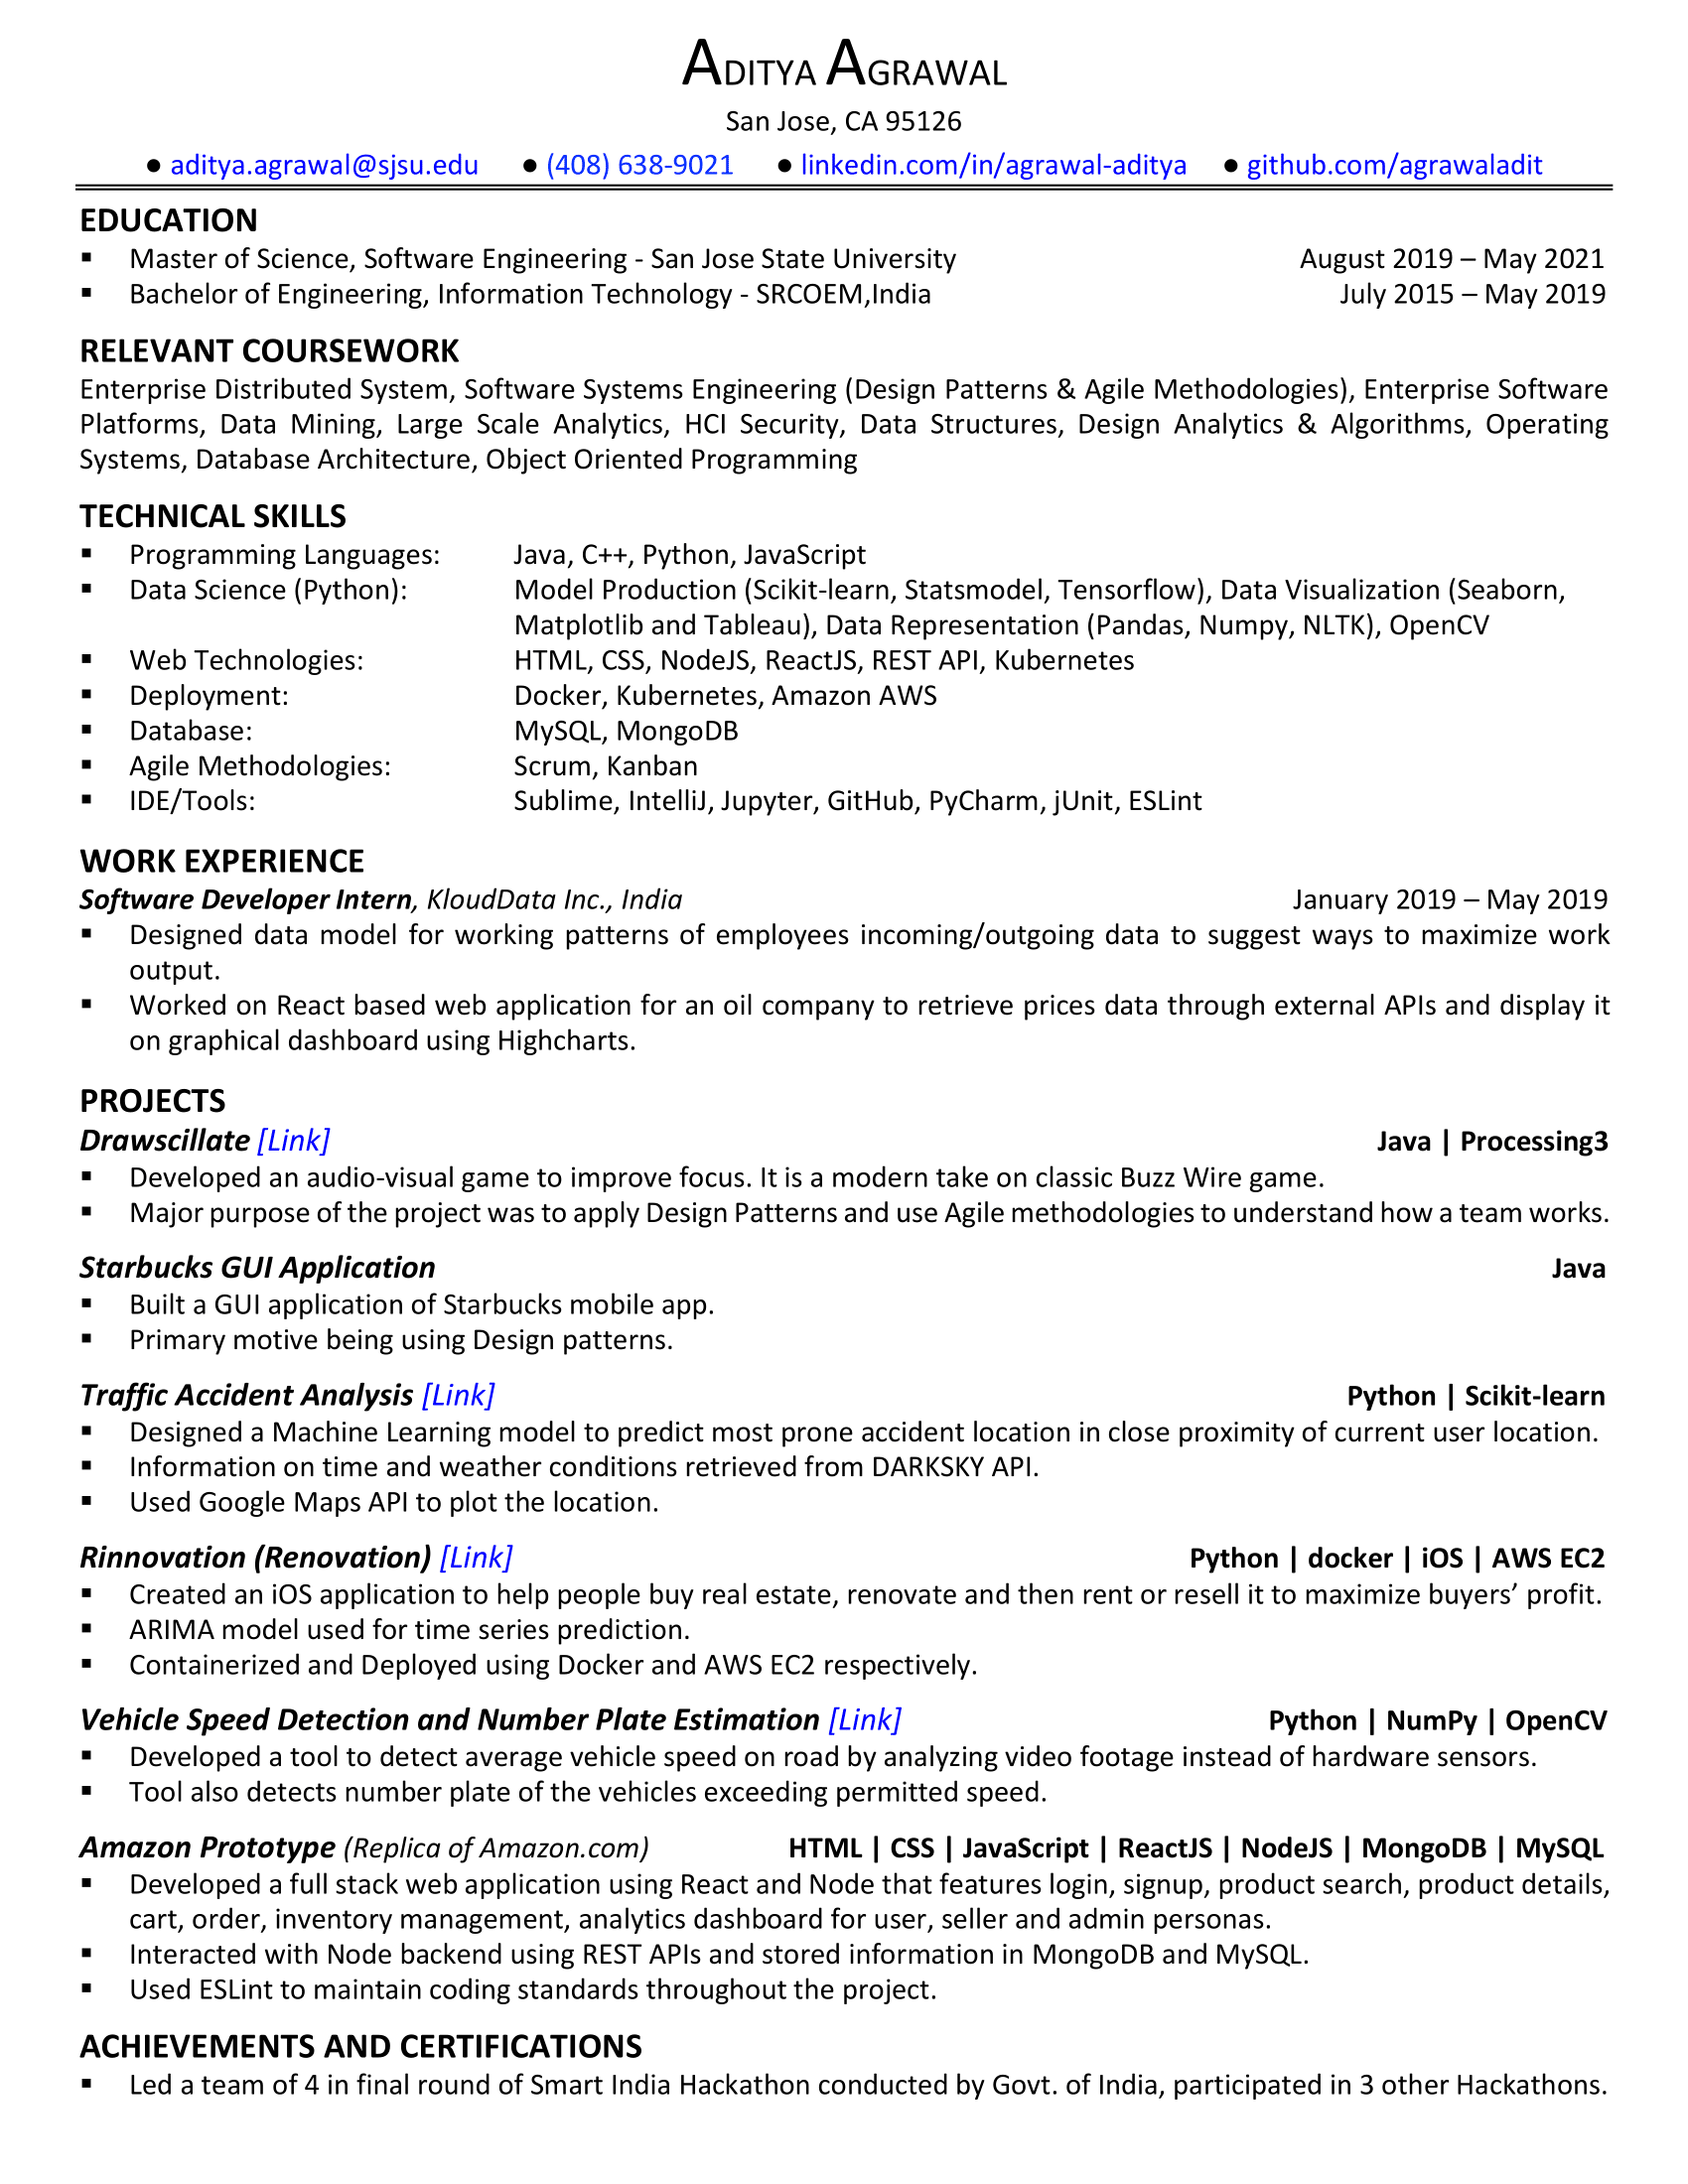 ADITYA AGRAWAL
San Jose, CA 95126
● aditya.agrawal@sjsu.edu ● (408) 638-9021 ● linkedin.com/in/agrawal-aditya ● github.com/agrawaladit
EDUCATION
▪ Master of Science, Software Engineering - San Jose State University August 2019 – May 2021
▪ Bachelor of Engineering, Information Technology - SRCOEM,India July 2015 – May 2019
RELEVANT COURSEWORK
Enterprise Distributed System, Software Systems Engineering (Design Patterns & Agile Methodologies), Enterprise Software
Platforms, Data Mining, Large Scale Analytics, HCI Security, Data Structures, Design Analytics & Algorithms, Operating
Systems, Database Architecture, Object Oriented Programming
TECHNICAL SKILLS
▪ Programming Languages: Java, C++, Python, JavaScript
▪ Data Science (Python): Model Production (Scikit-learn, Statsmodel, Tensorflow), Data Visualization (Seaborn,
Matplotlib and Tableau), Data Representation (Pandas, Numpy, NLTK), OpenCV
▪ Web Technologies: HTML, CSS, NodeJS, ReactJS, REST API, Kubernetes
▪ Deployment: Docker, Kubernetes, Amazon AWS
▪ Database: MySQL, MongoDB
▪ Agile Methodologies: Scrum, Kanban
▪ IDE/Tools: Sublime, IntelliJ, Jupyter, GitHub, PyCharm, jUnit, ESLint
WORK EXPERIENCE
Software Developer Intern, KloudData Inc., India January 2019 – May 2019
▪ Designed data model for working patterns of employees incoming/outgoing data to suggest ways to maximize work
output.
▪ Worked on React based web application for an oil company to retrieve prices data through external APIs and display it
on graphical dashboard using Highcharts.
PROJECTS
Drawscillate [Link] Java | Processing3
▪ Developed an audio-visual game to improve focus. It is a modern take on classic Buzz Wire game.
▪ Major purpose of the project was to apply Design Patterns and use Agile methodologies to understand how a team works.
Starbucks GUI Application Java
▪ Built a GUI application of Starbucks mobile app.
▪ Primary motive being using Design patterns.
Traffic Accident Analysis [Link] Python | Scikit-learn
▪ Designed a Machine Learning model to predict most prone accident location in close proximity of current user location.
▪ Information on time and weather conditions retrieved from DARKSKY API.
▪ Used Google Maps API to plot the location.
Rinnovation (Renovation) [Link] Python | docker | iOS | AWS EC2
▪ Created an iOS application to help people buy real estate, renovate and then rent or resell it to maximize buyers’ profit.
▪ ARIMA model used for time series prediction.
▪ Containerized and Deployed using Docker and AWS EC2 respectively.
Vehicle Speed Detection and Number Plate Estimation [Link] Python | NumPy | OpenCV
▪ Developed a tool to detect average vehicle speed on road by analyzing video footage instead of hardware sensors.
▪ Tool also detects number plate of the vehicles exceeding permitted speed.
Amazon Prototype (Replica of Amazon.com) HTML | CSS | JavaScript | ReactJS | NodeJS | MongoDB | MySQL
▪ Developed a full stack web application using React and Node that features login, signup, product search, product details,
cart, order, inventory management, analytics dashboard for user, seller and admin personas.
▪ Interacted with Node backend using REST APIs and stored information in MongoDB and MySQL.
▪ Used ESLint to maintain coding standards throughout the project.
ACHIEVEMENTS AND CERTIFICATIONS
▪ Led a team of 4 in final round of Smart India Hackathon conducted by Govt. of India, participated in 3 other Hackathons.